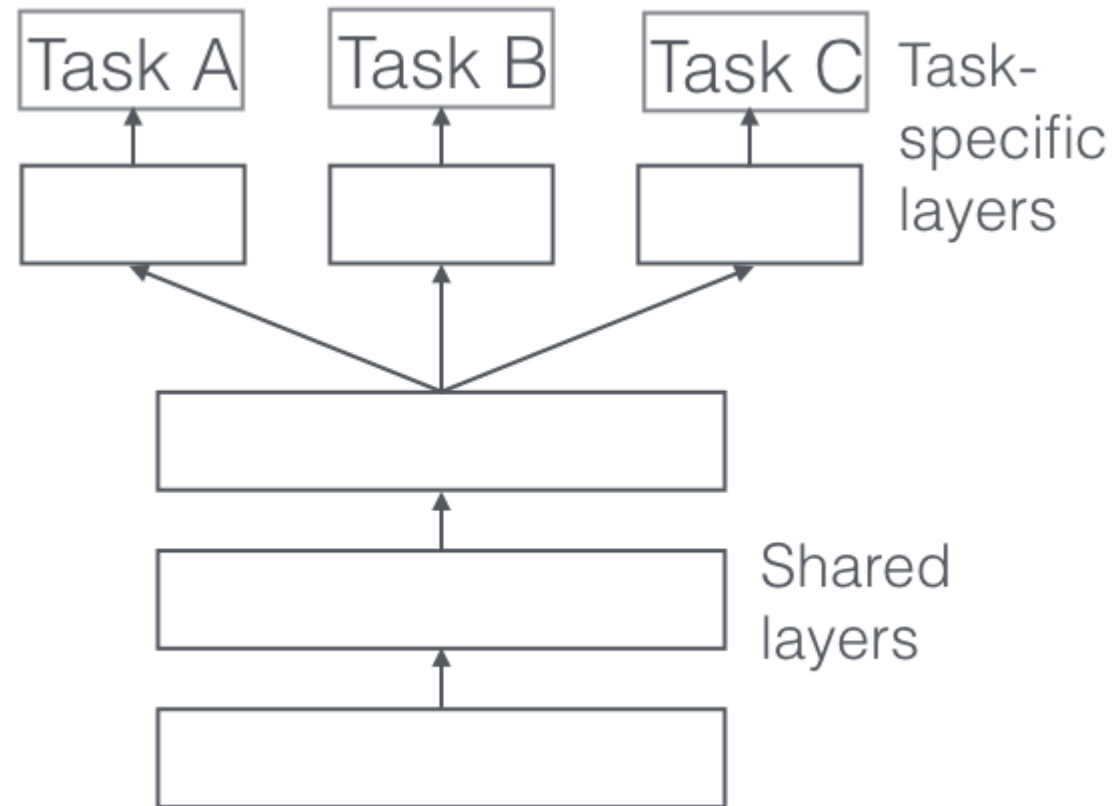 Task A
Task B
Task C
Task-
specific
layers
Shared
layers